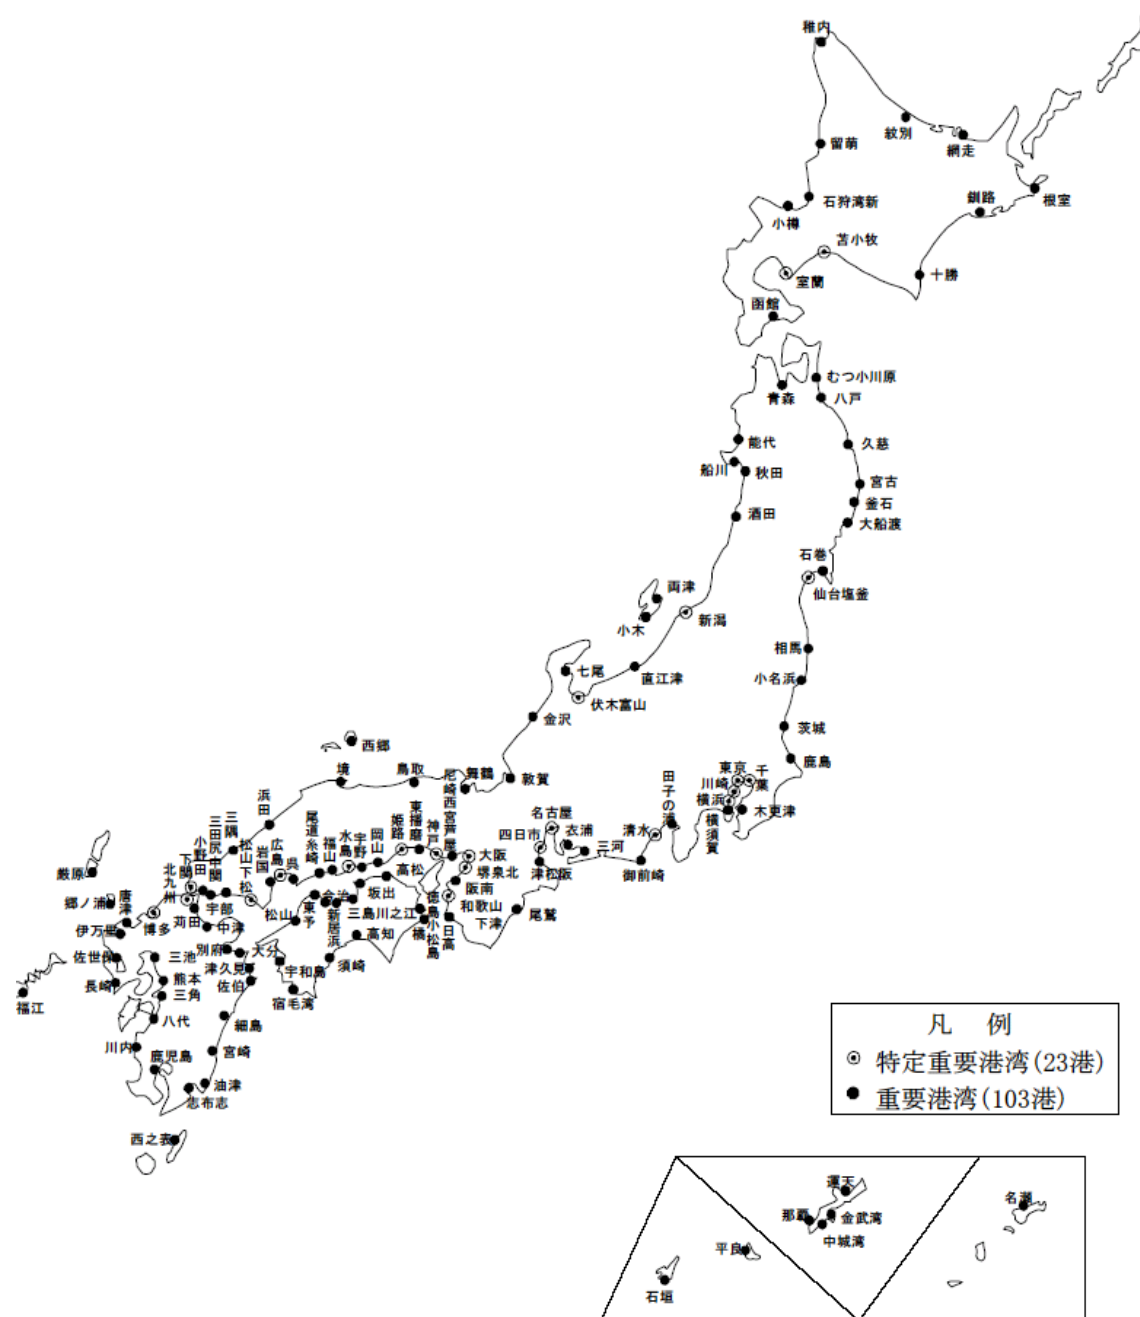 稚内
紋別
網走
留萌
根室
釧路
石狩湾新
小樽
苫小牧
室蘭
十勝
函館
むつ小川原
青森
八戸
能代
久慈
船川
秋田
宮古
釜石
酒田
大船渡
石巻
仙台塩釜
両津
小木
新潟
相馬
七尾
直江津
小名浜
伏木富山
金沢
茨城
西郷
鹿島
境
鳥取
舞鶴
敦賀
尼崎西宮芦屋
東京
千葉
川崎
横浜
木更津
横須賀
田子の浦
清水
御前崎
名古屋
衣浦
三河
四日市
津松阪
尾鷲
浜田
三隅
三田尻中関
小野田
下関
北九州
宇部
松山下松
岩国
広島
呉
尾道糸崎
福山
水島
宇野
岡山
姫路
東播磨
神戸
大阪
堺泉北
阪南
和歌山
下津
日高
高松
坂出
徳島小松島
橘
三島川之江
新居浜
今治
東予
松山
高知
須崎
宇和島
宿毛湾
厳原
郷ノ浦
唐津
伊万里
博多
苅田
中津
別府
大分
津久見
佐伯
佐世保
長崎
三池
熊本
三角
八代
福江
細島
川内
宮崎
鹿児島
油津
志布志
西之表
凡 例
特定重要港湾(23港)
重要港湾(103港)
運天
那覇
金武湾
中城湾
名瀬
平良
石垣